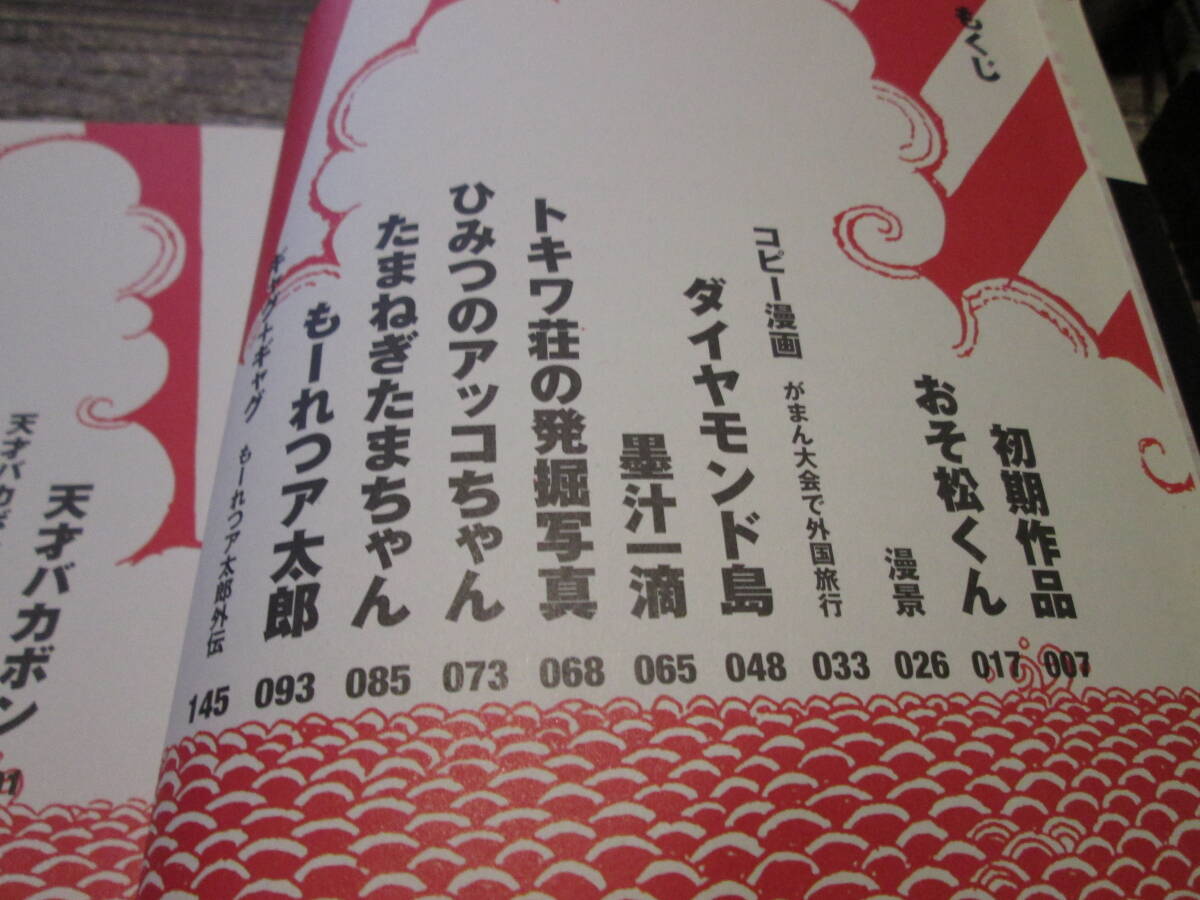 もくじ
初期作品 007
おそ松くん 017
漫景 026
コピー漫画 がまん大会で外国旅行 033
ダイヤモンド島 048
墨汁一滴 065
トキワ荘の発掘写真 068
ひみつのアッコちゃん 073
たまねぎたまちゃん 085
もーれつア太郎 093
ギャグ+ギャグ もーれつア太郎外伝 145
天才バカボン
天才バカボ